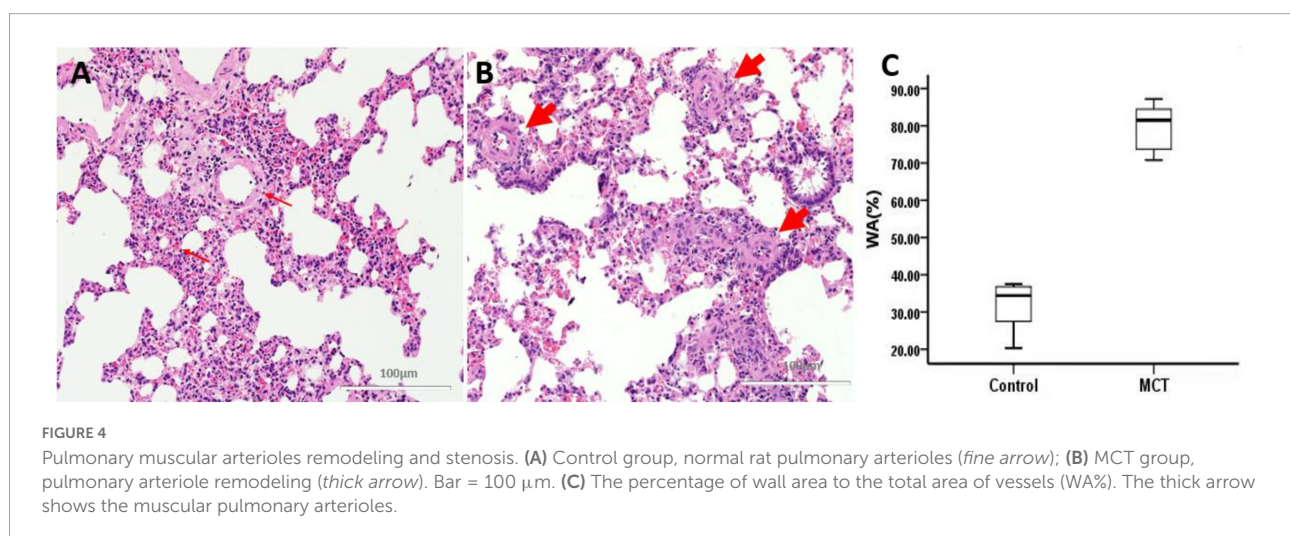 A
B
C
90.00
80.00
70.00
60.00
50.00
40.00
30.00
20.00
WA(%)
Control
MCT
100µm
100µm
FIGURE 4
Pulmonary muscular arterioles remodeling and stenosis. (A) Control group, normal rat pulmonary arterioles (fine arrow); (B) MCT group,
pulmonary arteriole remodeling (thick arrow). Bar = 100 µm. (C) The percentage of wall area to the total area of vessels (WA%). The thick arrow
shows the muscular pulmonary arterioles.